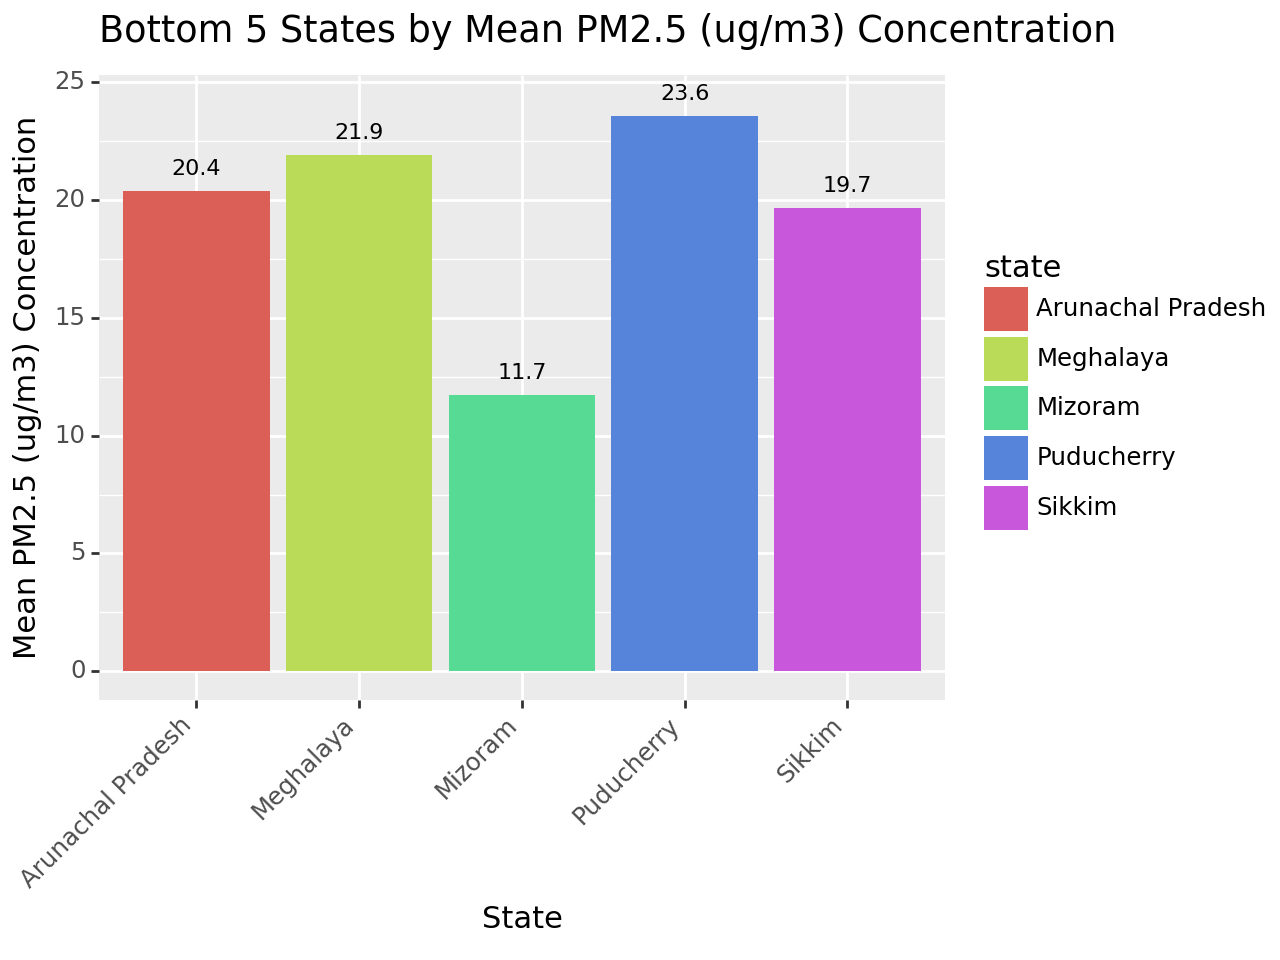 Bottom 5 States by Mean PM2.5 (ug/m3) Concentration
Mean PM2.5 (ug/m3) Concentration
25
20
15
10
5
0
20.4
21.9
11.7
23.6
19.7
Arunachal Pradesh
Meghalaya
Mizoram
Puducherry
Sikkim
State
state
Arunachal Pradesh
Meghalaya
Mizoram
Puducherry
Sikkim